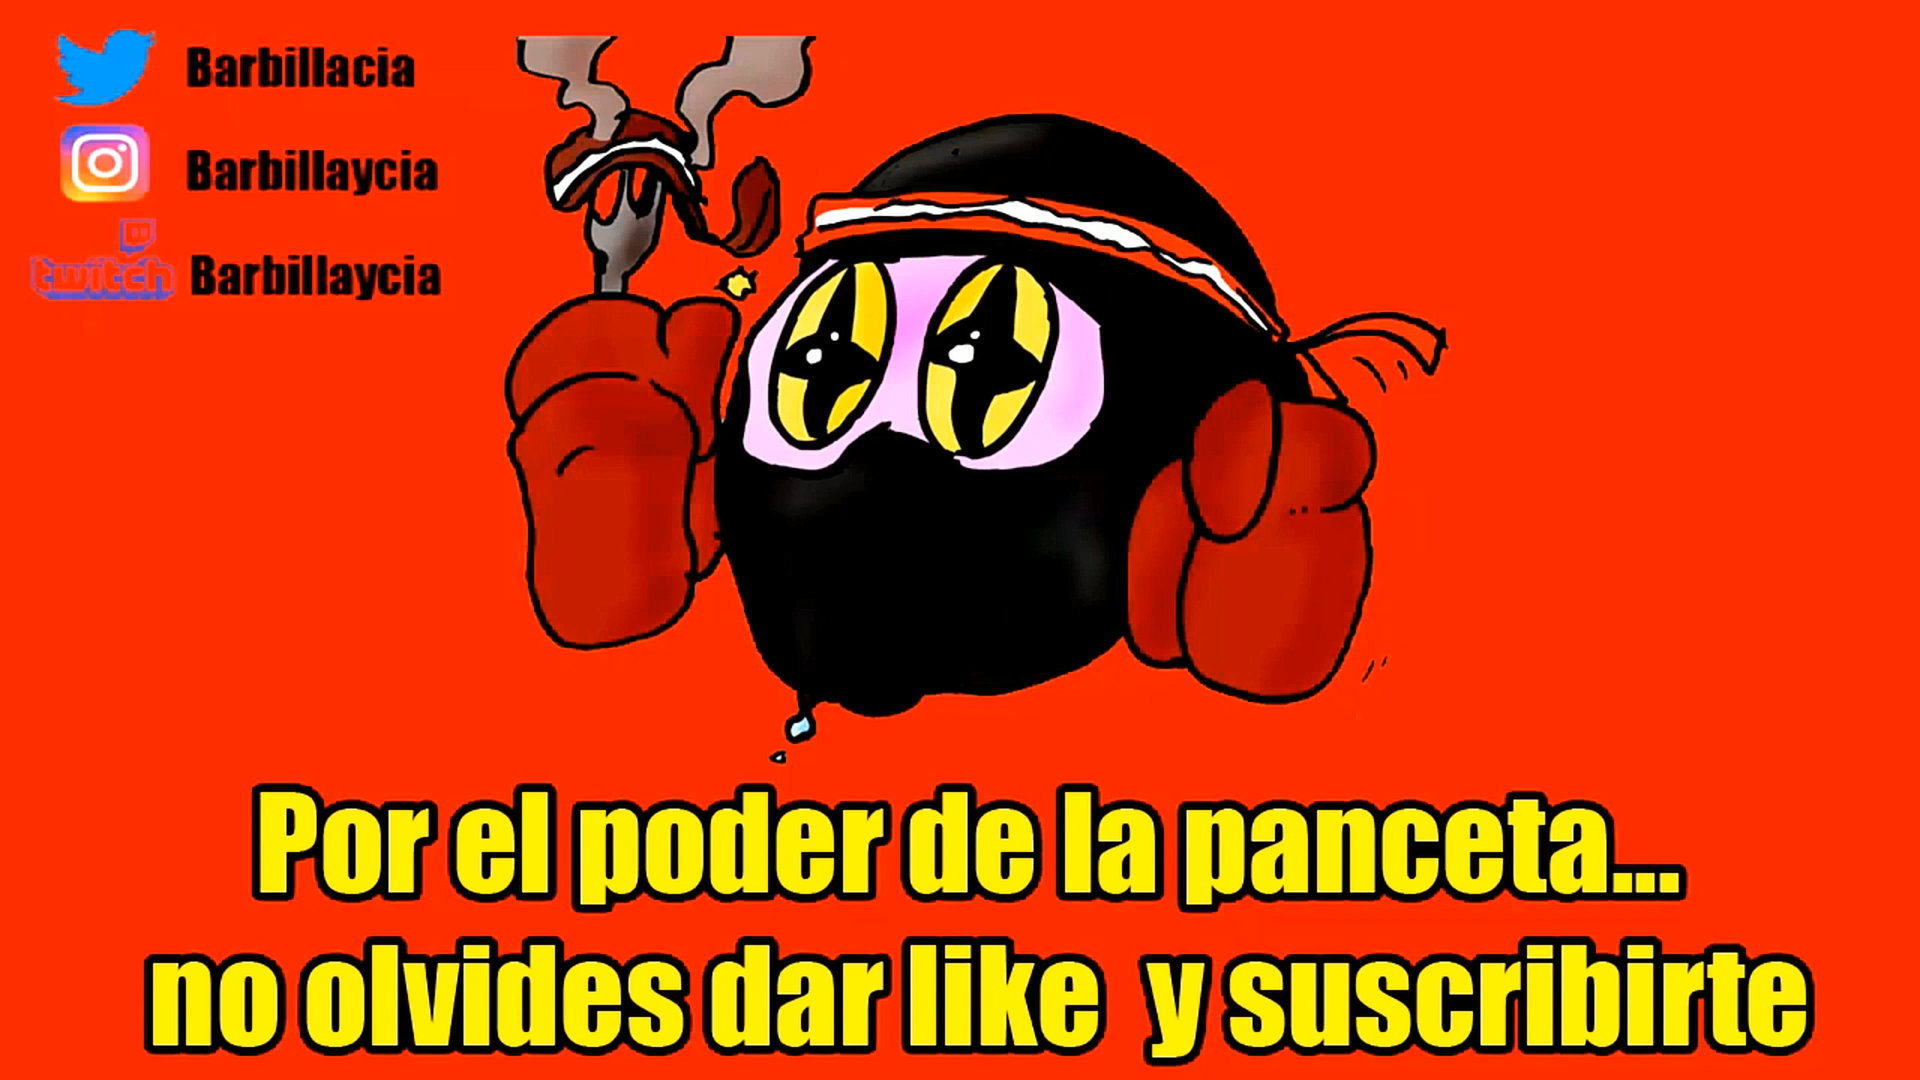 Barbillacia
Barbillaycia
twitch Barbillaycia
Por el poder de la panceta...
no olvides dar like y suscribirte